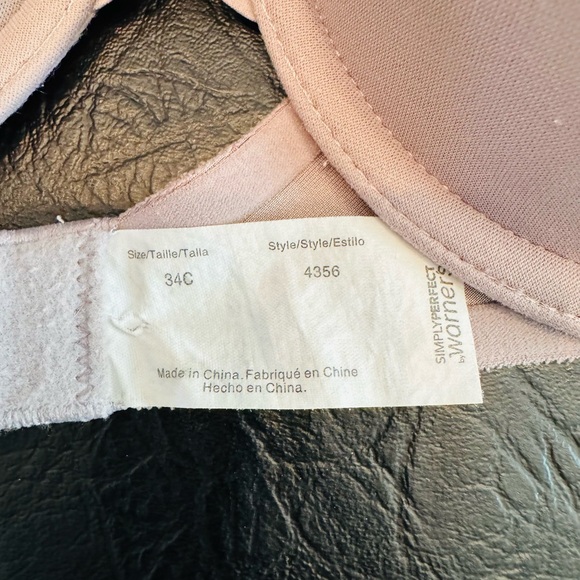 Size/Taille/Talla
Style/Style/Estilo
34C
4356
Made in China. Fabriqué en Chine
Hecho en China.
SIMPLYPERFECT
by warners